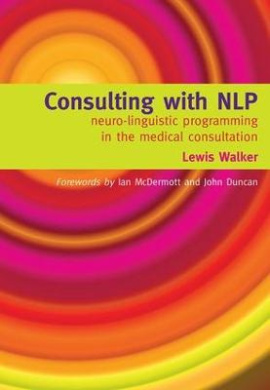 Consulting with NLP
neuro-linguistic programming
in the medical consultation
Lewis Walker
Forewords by Ian McDermott and John Duncan